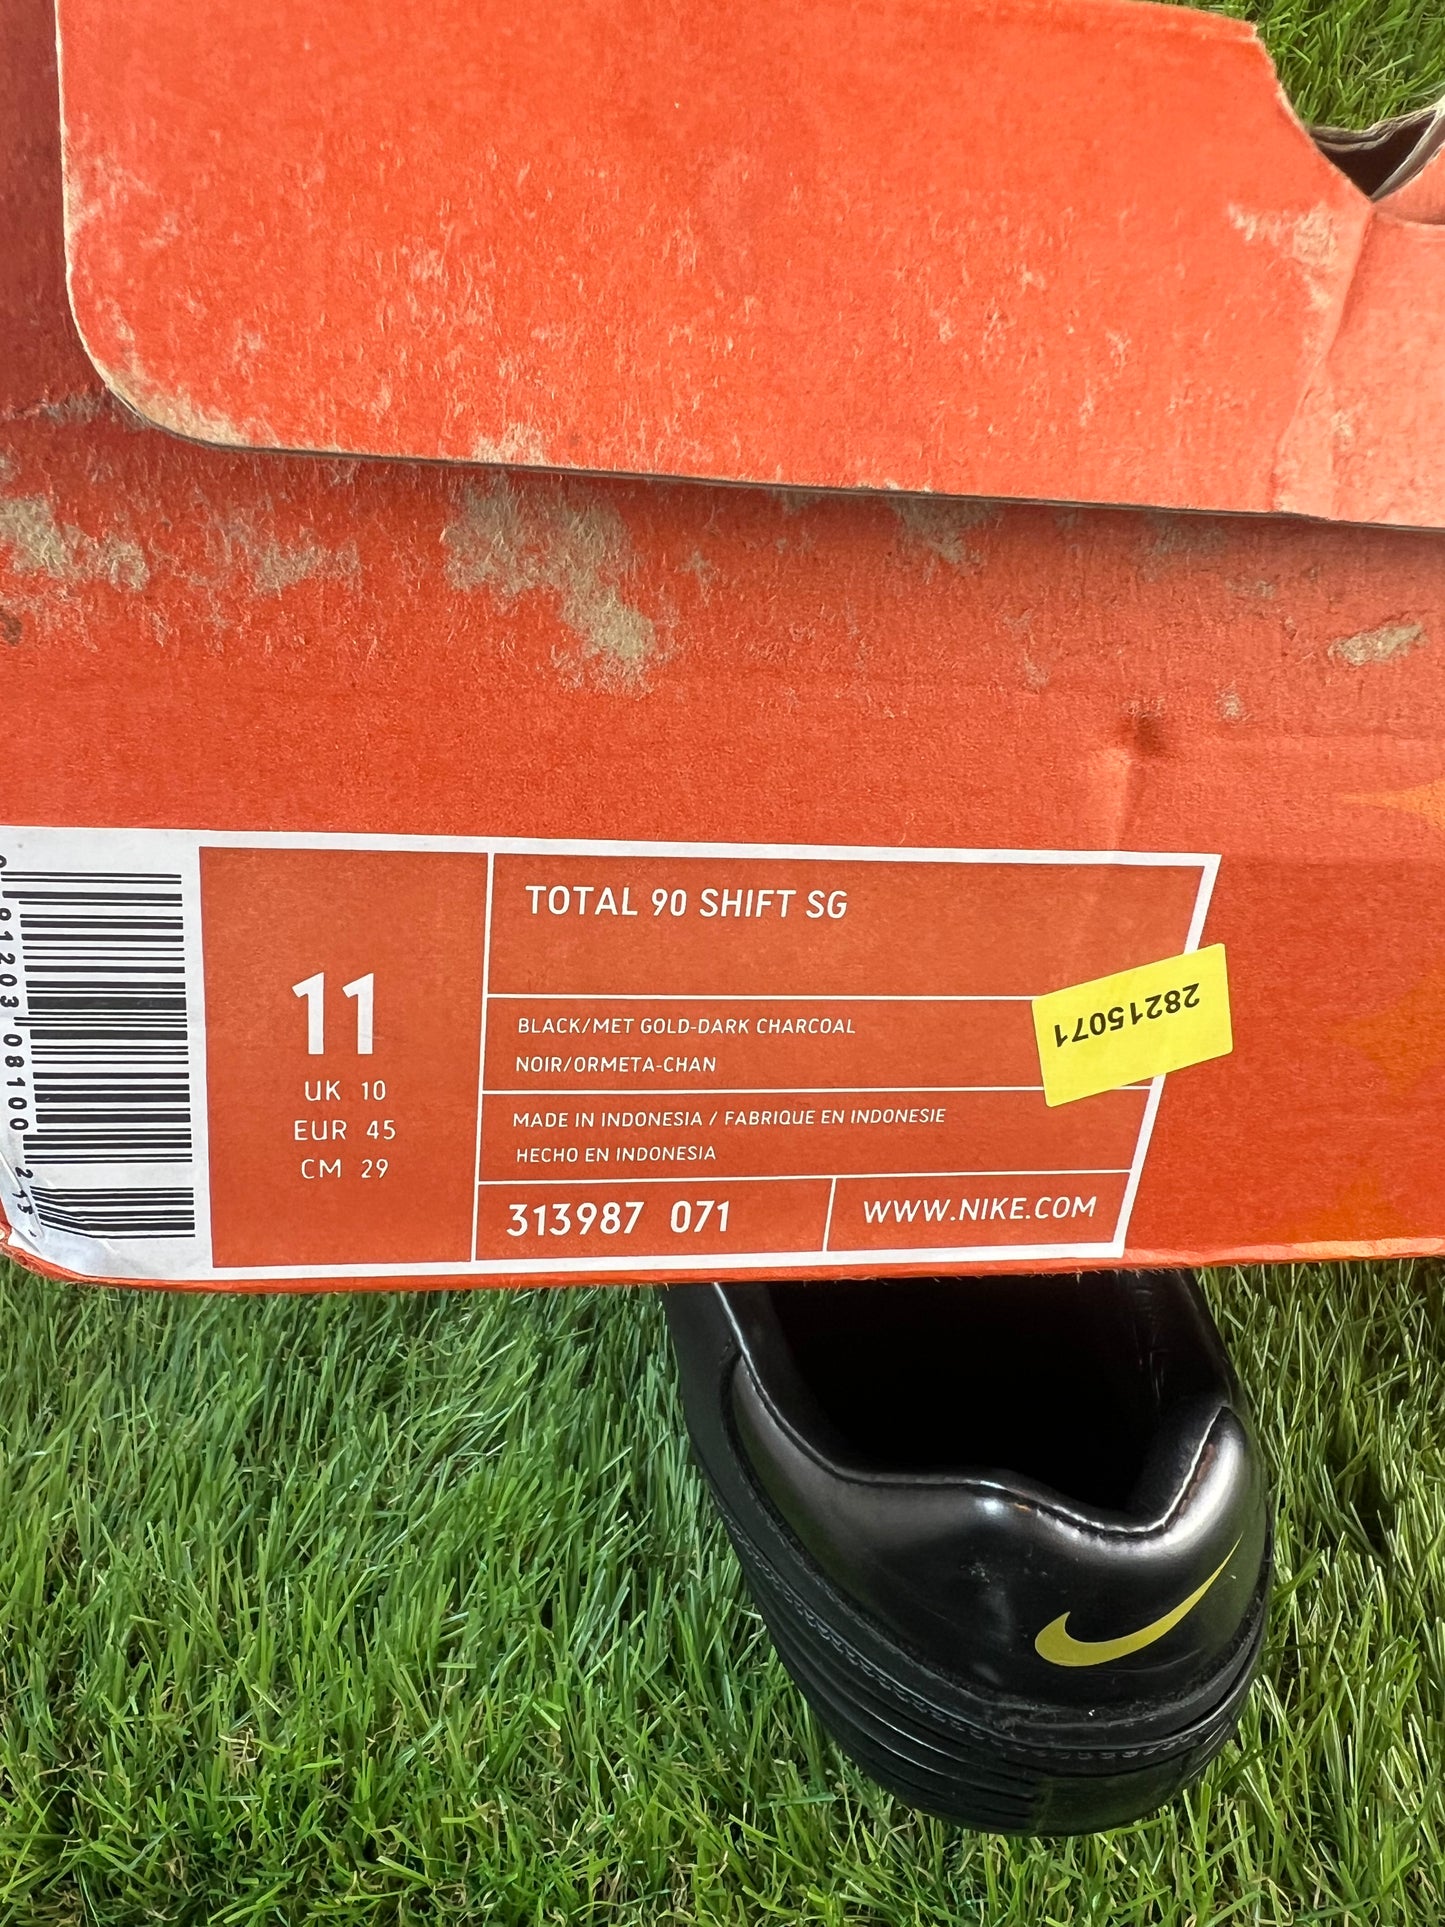 TOTAL 90 SHIFT SG
11
UK 10
EUR 45
CM 29
BLACK/MET GOLD-DARK CHARCOAL
NOIR/ORMETA-CHAN
MADE IN INDONESIA / FABRIQUE EN INDONESIE
HECHO EN INDONESIA
313987 071
WWW.NIKE.COM
28215071